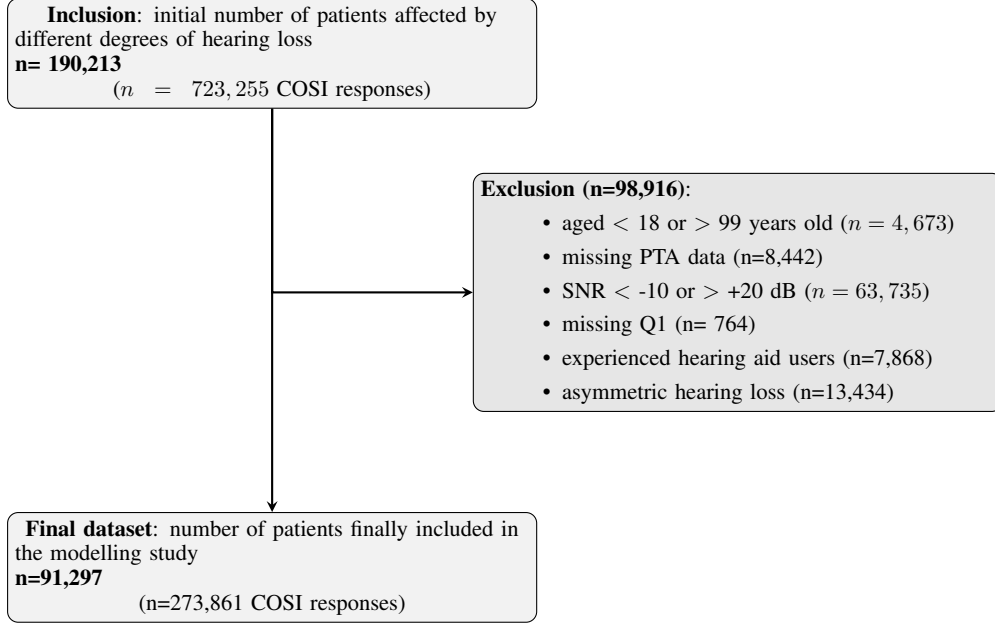 Inclusion: initial number of patients affected by
different degrees of hearing loss
n= 190,213
(n = 723, 255 COSI responses)
Exclusion (n=98,916):
• aged < 18 or > 99 years old (n = 4, 673)
• missing PTA data (n=8,442)
• SNR < -10 or > +20 dB (n = 63, 735)
• missing Q1 (n= 764)
• experienced hearing aid users (n=7,868)
• asymmetric hearing loss (n=13,434)
Final dataset: number of patients finally included in
the modelling study
n=91,297
(n=273,861 COSI responses)